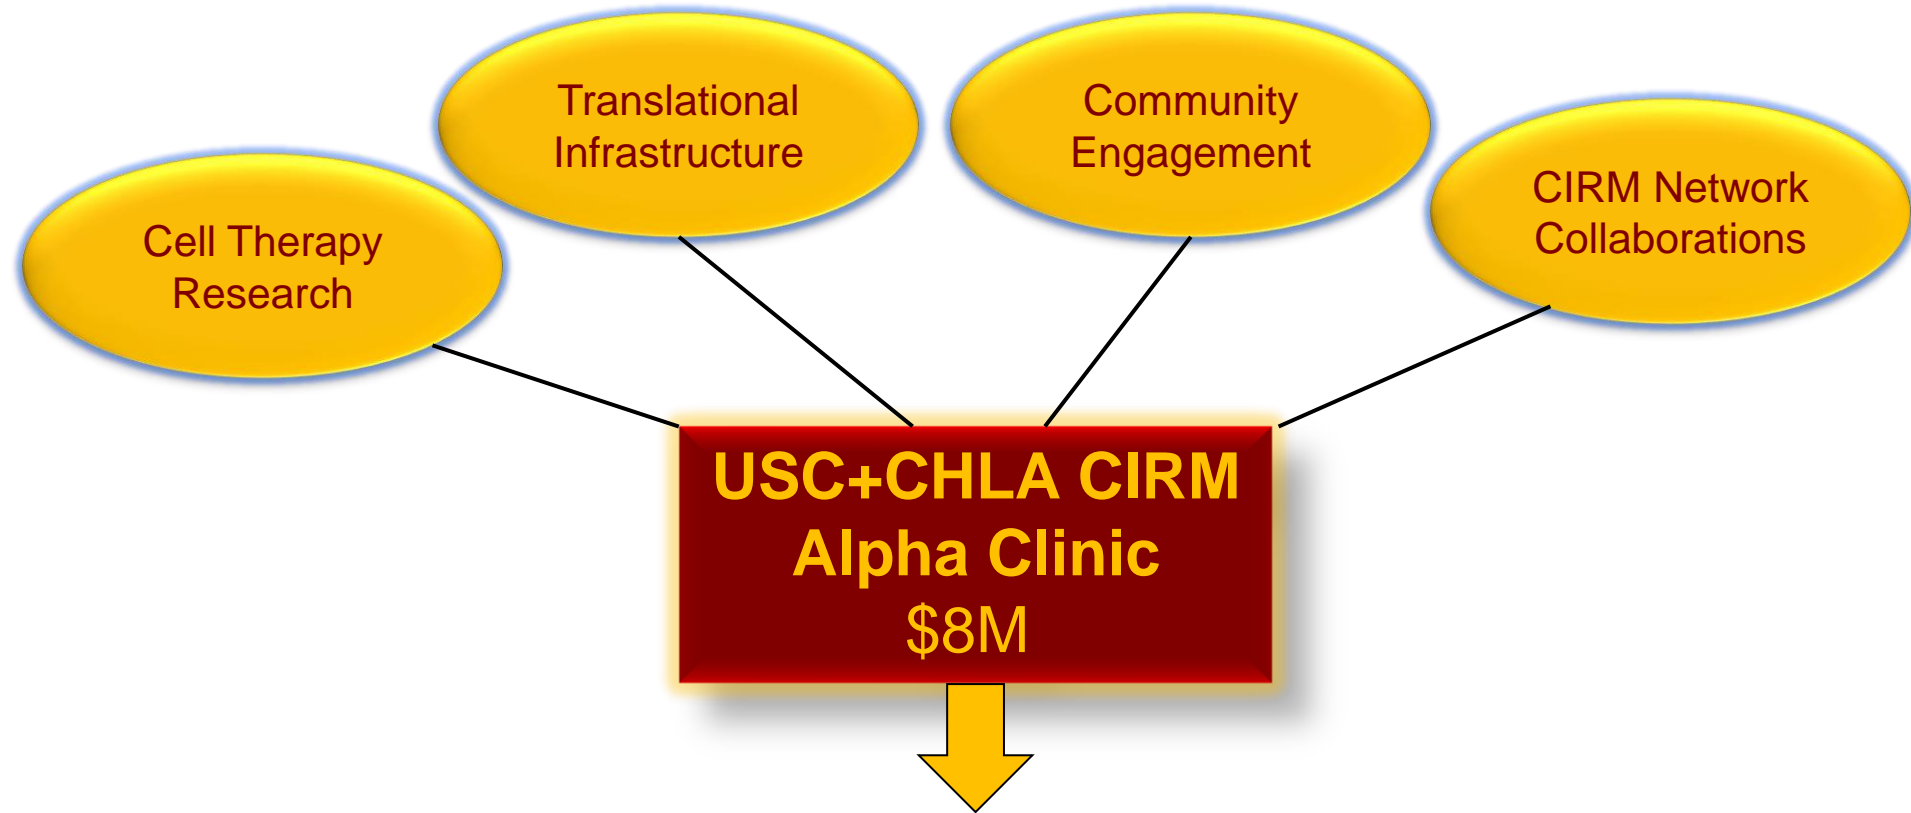 Translational
Infrastructure
Community
Engagement
Cell Therapy
Research
CIRM Network
Collaborations
USC+CHLA CIRM
Alpha Clinic
$8M